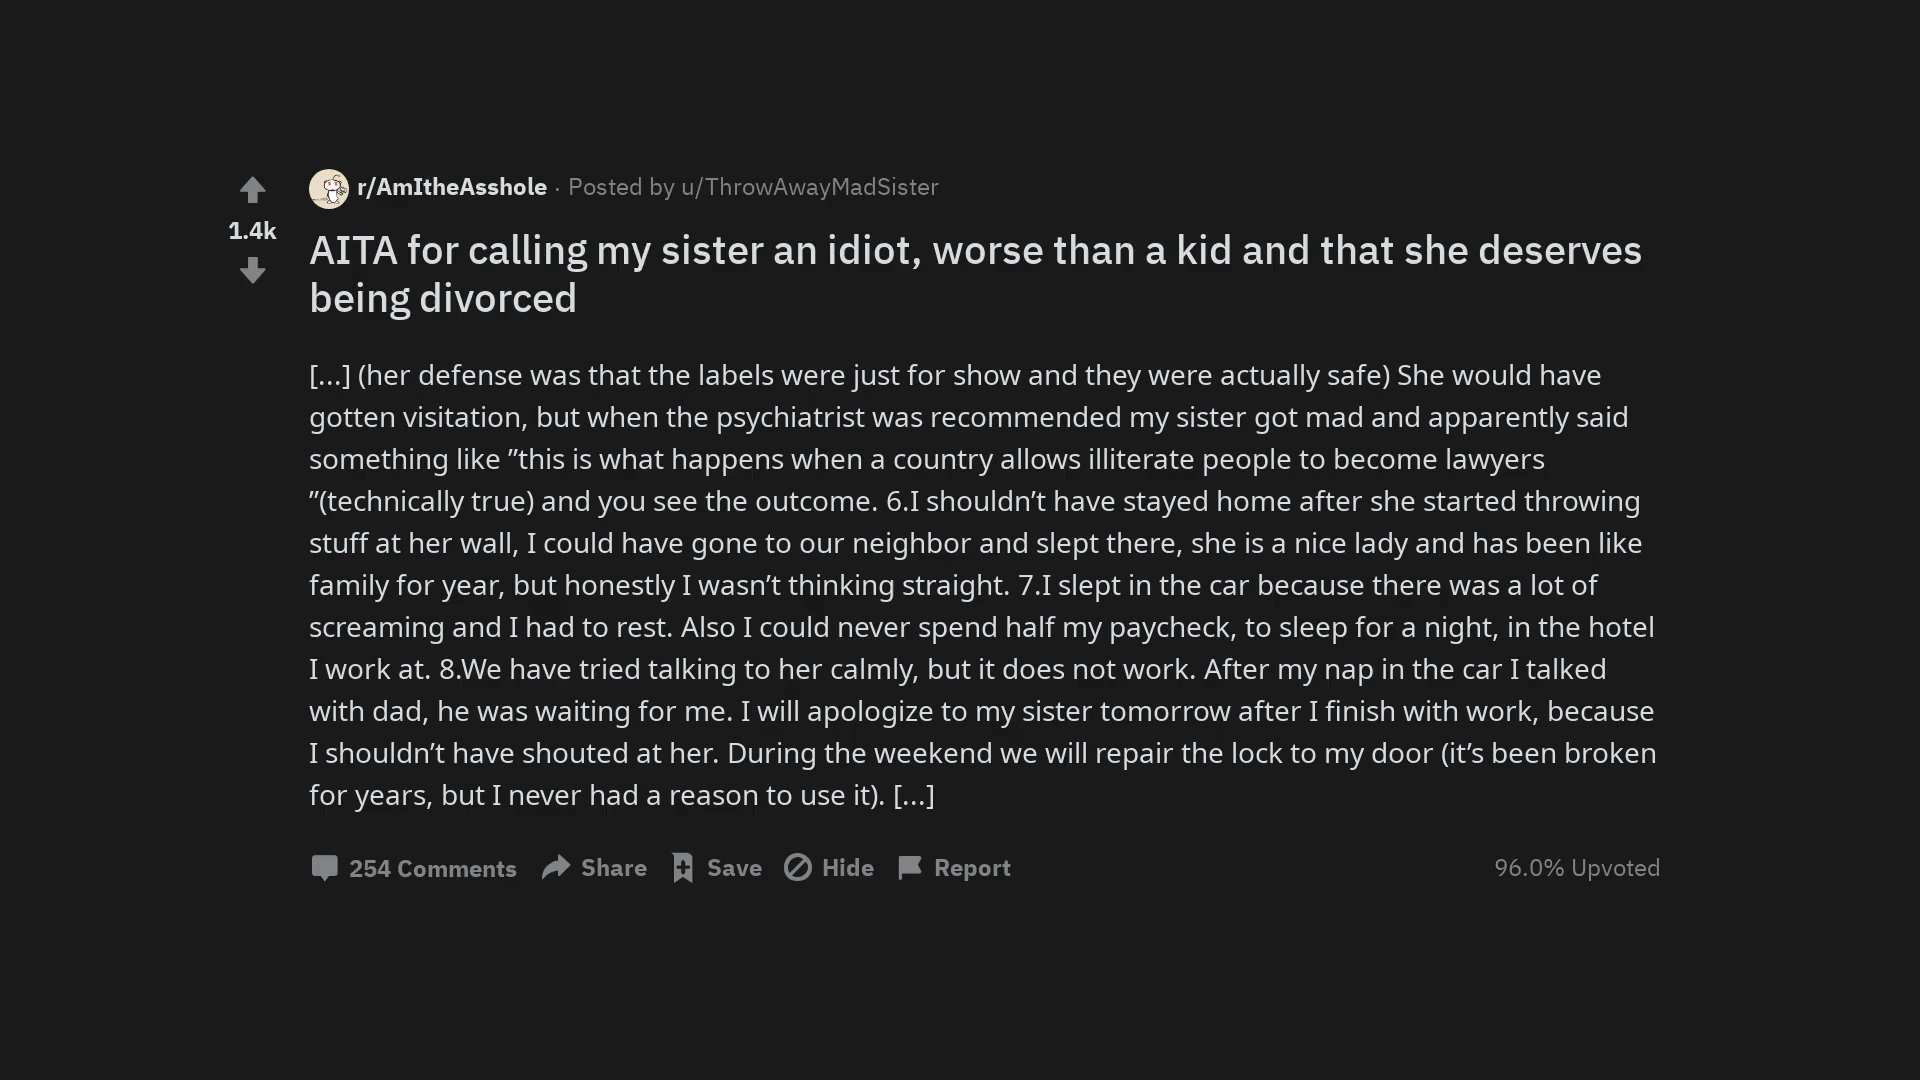 r/AmItheAsshole · Posted by u/ThrowAwayMadSister
1.4k
AITA for calling my sister an idiot, worse than a kid and that she deserves
being divorced
[...] (her defense was that the labels were just for show and they were actually safe) She would have
gotten visitation, but when the psychiatrist was recommended my sister got mad and apparently said
something like ”this is what happens when a country allows illiterate people to become lawyers
”(technically true) and you see the outcome. 6.I shouldn’t have stayed home after she started throwing
stuff at her wall, I could have gone to our neighbor and slept there, she is a nice lady and has been like
family for year, but honestly I wasn’t thinking straight. 7.I slept in the car because there was a lot of
screaming and I had to rest. Also I could never spend half my paycheck, to sleep for a night, in the hotel
I work at. 8.We have tried talking to her calmly, but it does not work. After my nap in the car I talked
with dad, he was waiting for me. I will apologize to my sister tomorrow after I finish with work, because
I shouldn’t have shouted at her. During the weekend we will repair the lock to my door (it’s been broken
for years, but I never had a reason to use it). [...]
254 Comments Share Save Hide Report 96.0% Upvoted